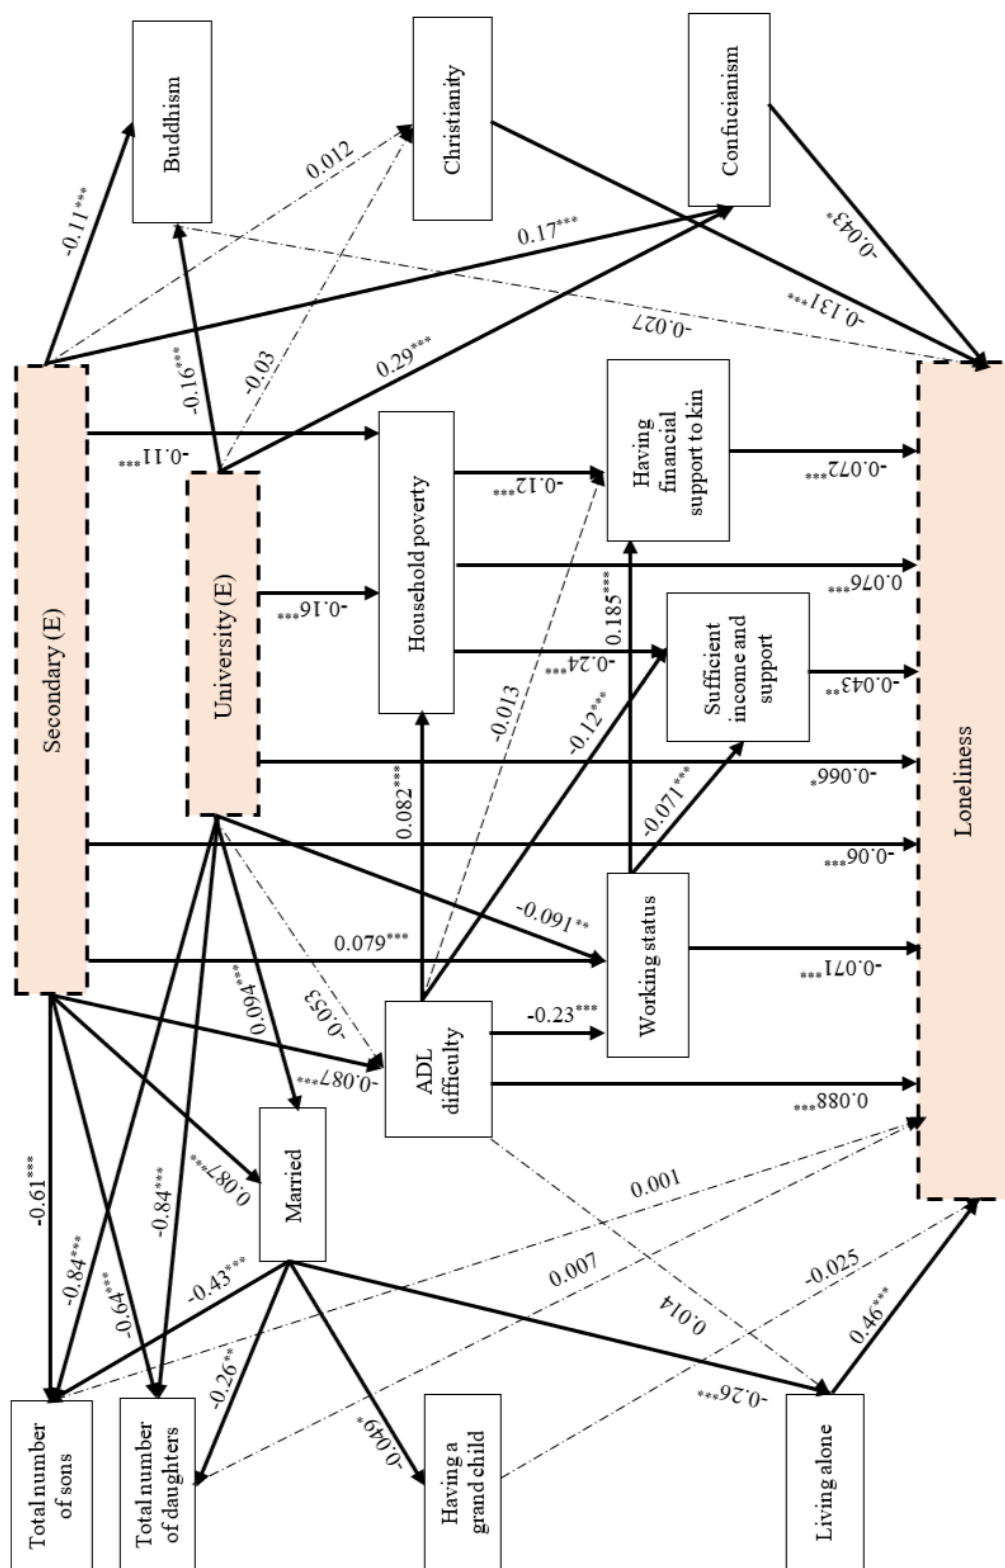 Total number
of sons
-0.61***
Secondary (E)
-0.84***
-0.11***
Total number
of daughters
-0.64***
-0.84***
Buddhism
-0.26**
-0.43***
0.087***
0.094***
University (E)
-0.16***
Married
-0.053
-0.11***
-0.03
0.012
-0.049*
-0.087***
0.079***
-0.16***
Having a
grand child
ADL
difficulty
0.082***
Household poverty
0.29***
Christianity
0.007
-0.23***
-0.091**
-0.013
-0.12***
-0.24***
-0.12***
0.17***
0.001
0.014
Working status
0.185***
-0.071***
Having
financial
support to kin
-0.027
Sufficient
income and
support
Confucianism
-0.26***
Living alone
0.46***
-0.025
0.088***
-0.071***
-0.06***
-0.066*
-0.043**
0.076***
-0.072***
-0.131***
-0.043*
Loneliness